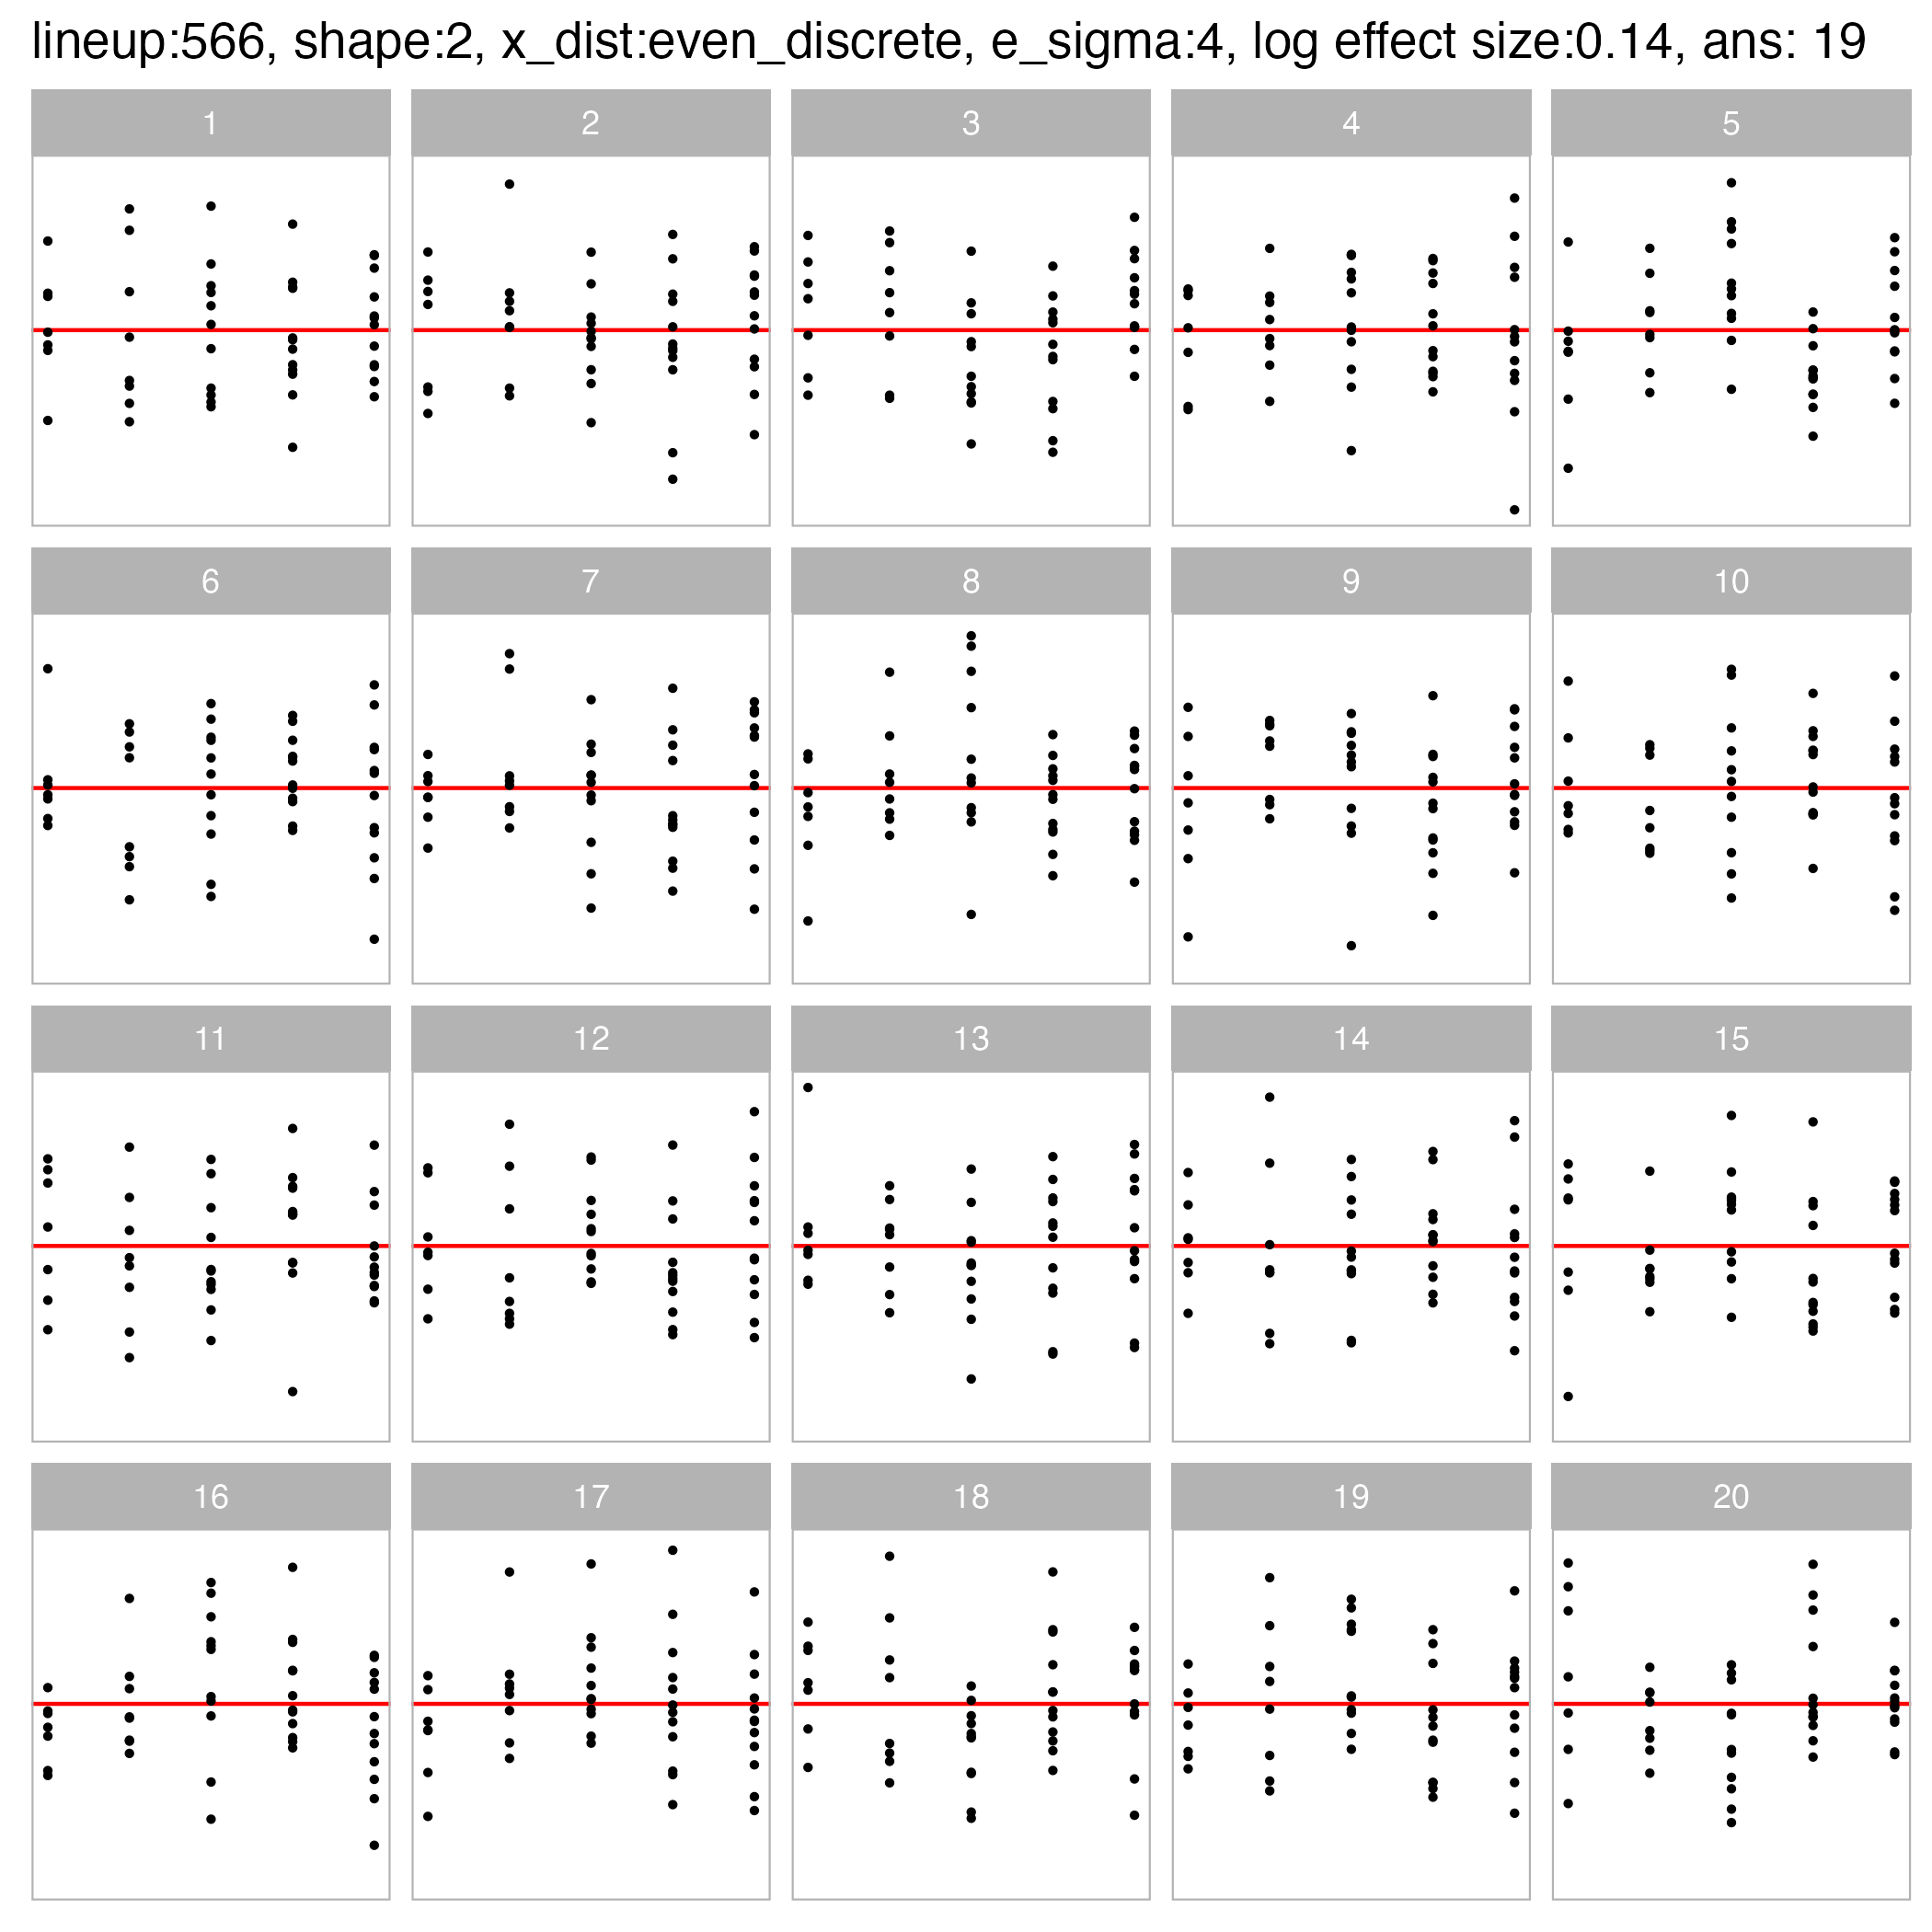 lineup:566, shape:2, x_dist:even_discrete, e_sigma:4, log effect size:0.14, ans: 19
1 2 3 4 5
6 7 8 9 10
11 12 13 14 15
16 17 18 19 20